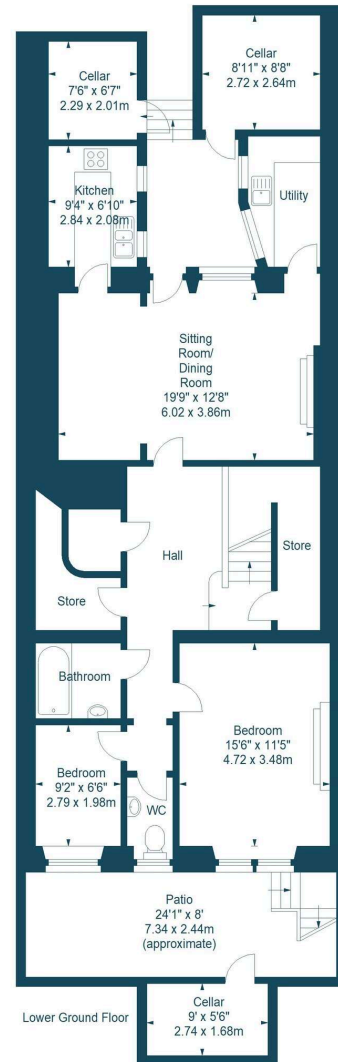 Cellar
7'6" x 6'7"
2.29 x 2.01m
Cellar
8'11" x 8'8"
2.72 x 2.64m
Kitchen
9'4" x 6'10"
2.84 x 2.08m
Utility
Sitting
Room/
Dining
Room
19'9" x 12'8"
6.02 x 3.86m
Hall
Store
Store
Bathroom
Bedroom
15'6" x 11'5"
4.72 x 3.48m
Bedroom
9'2" x 6'6"
2.79 x 1.98m
WC
Patio
24'1" x 8'
7.34 x 2.44m
(approximate)
Cellar
9' x 5'6"
2.74 x 1.68m
Lower Ground Floor